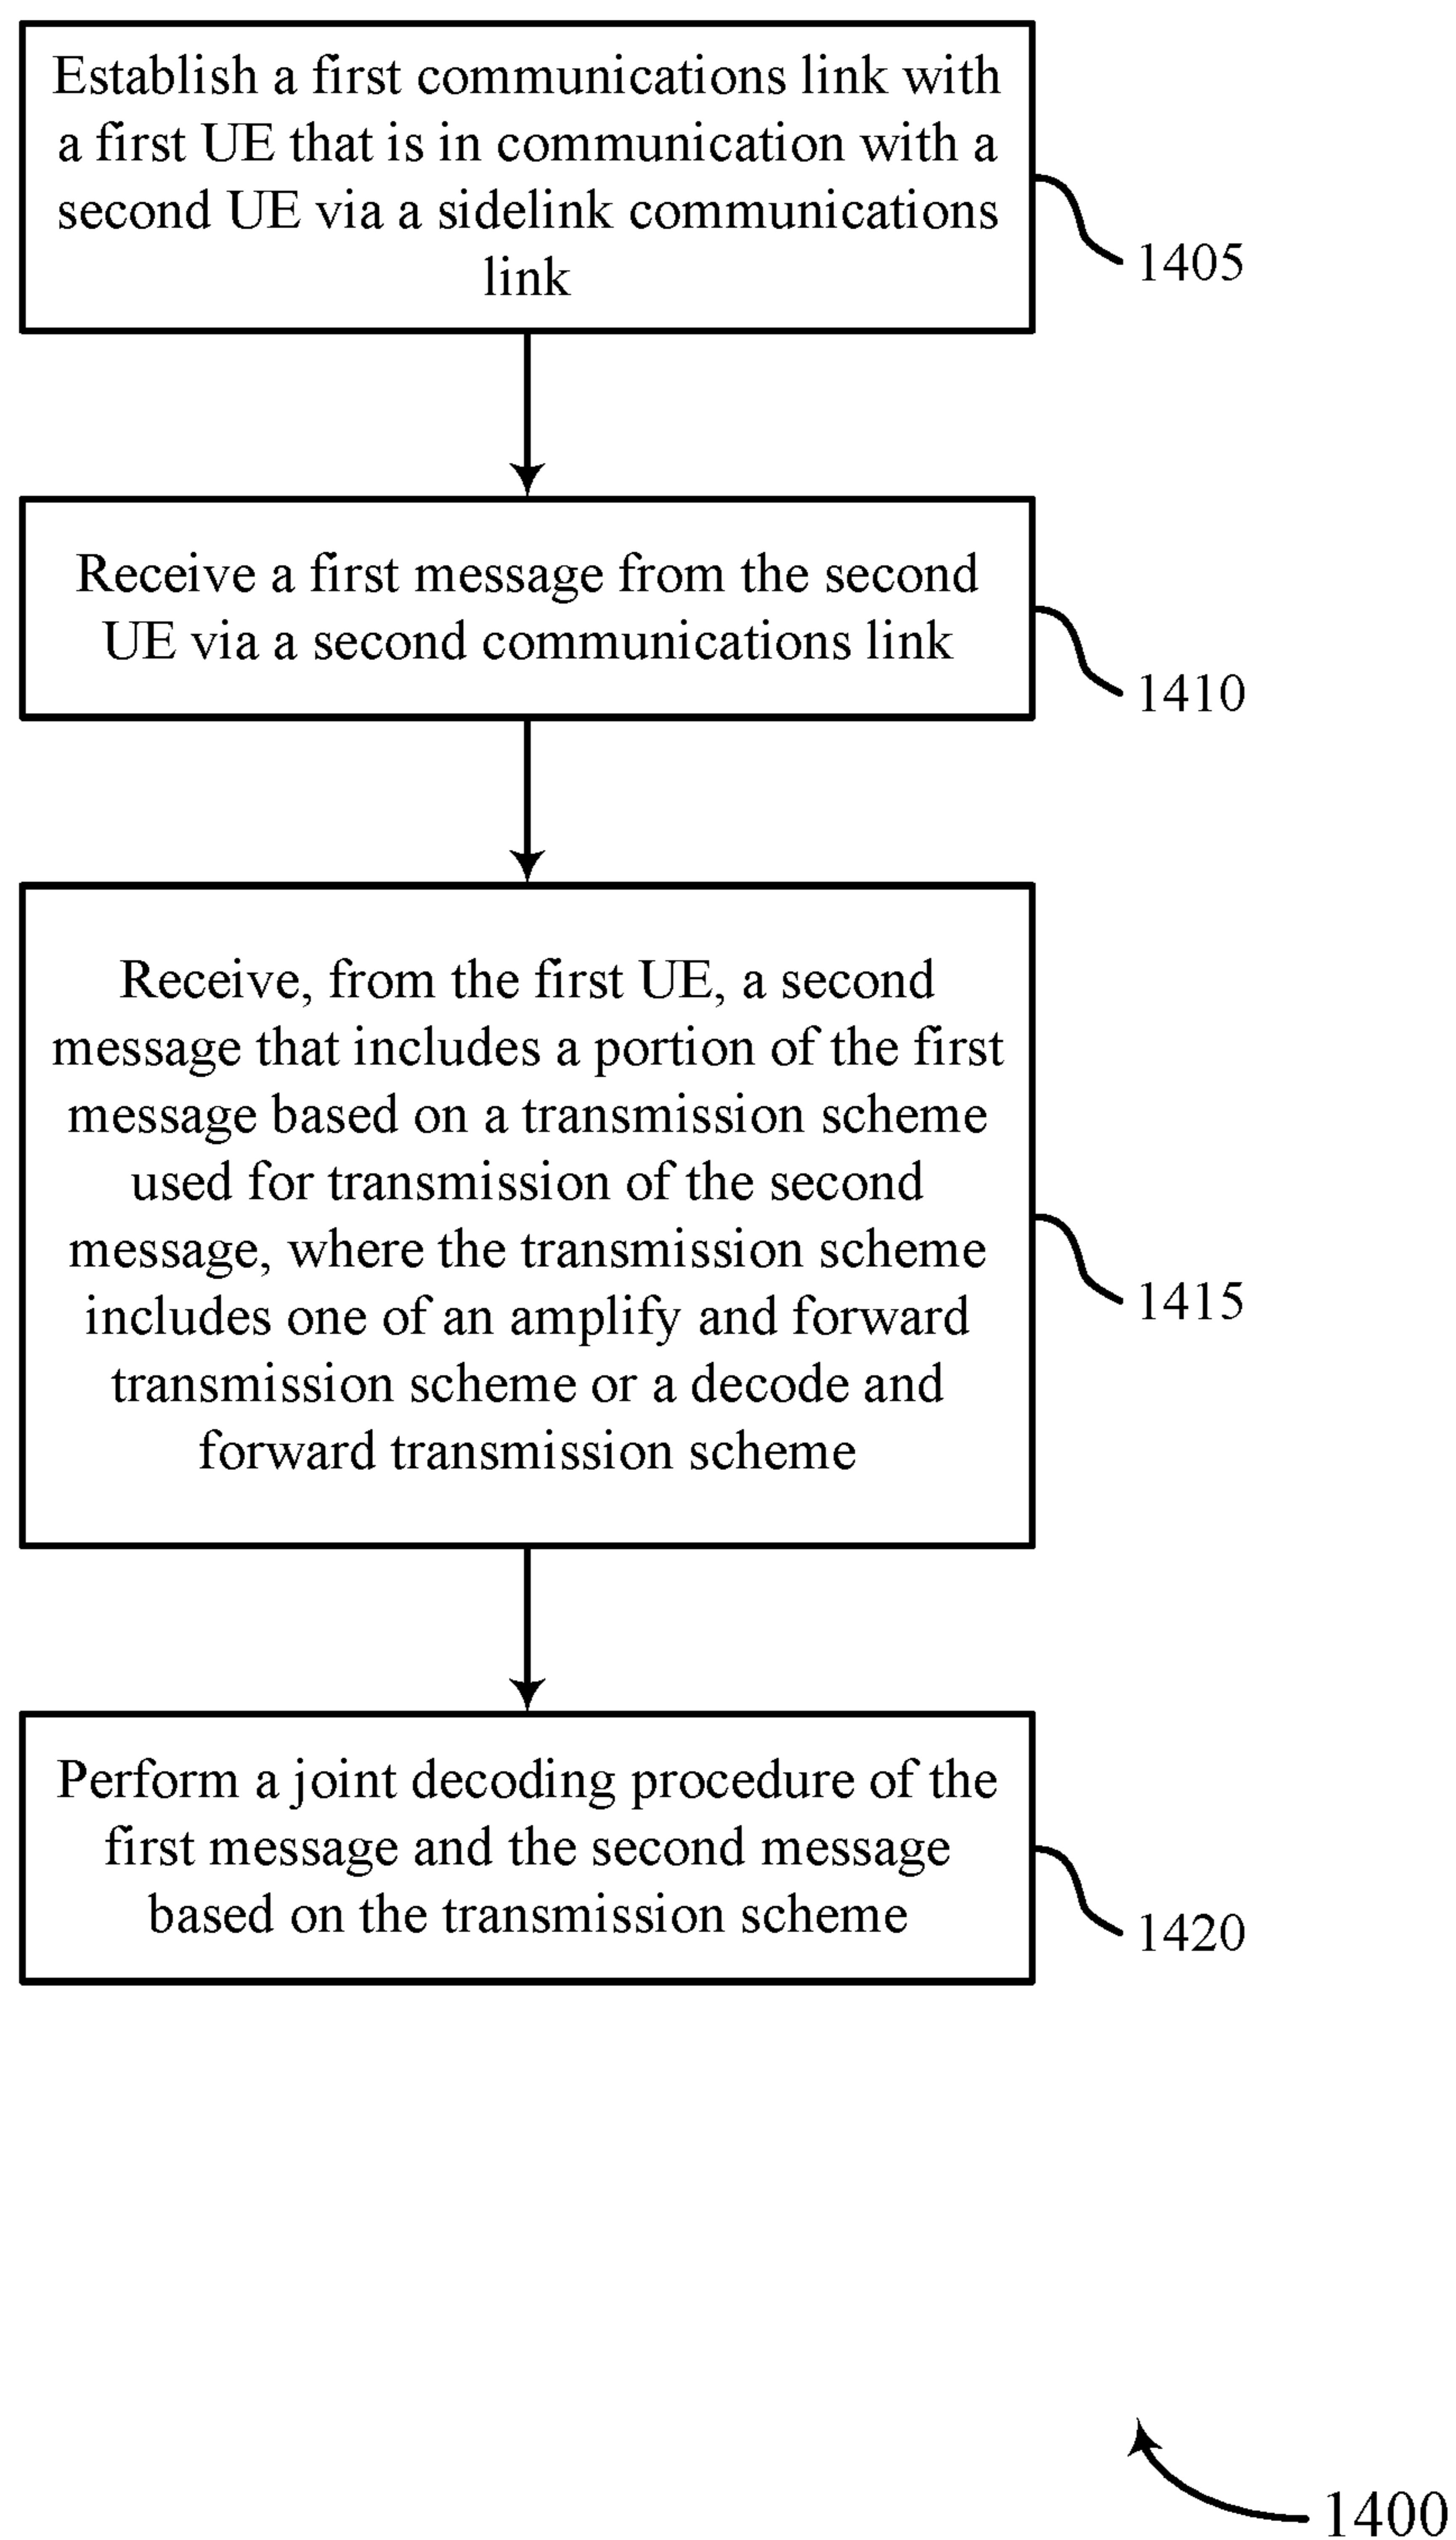 Establish a first communications link with
a first UE that is in communication with a
second UE via a sidelink communications
link
1405
Receive a first message from the second
UE via a second communications link
1410
Receive, from the first UE, a second
message that includes a portion of the first
message based on a transmission scheme
used for transmission of the second
message, where the transmission scheme
includes one of an amplify and forward
transmission scheme or a decode and
forward transmission scheme
1415
Perform a joint decoding procedure of the
first message and the second message
based on the transmission scheme
1420
1400